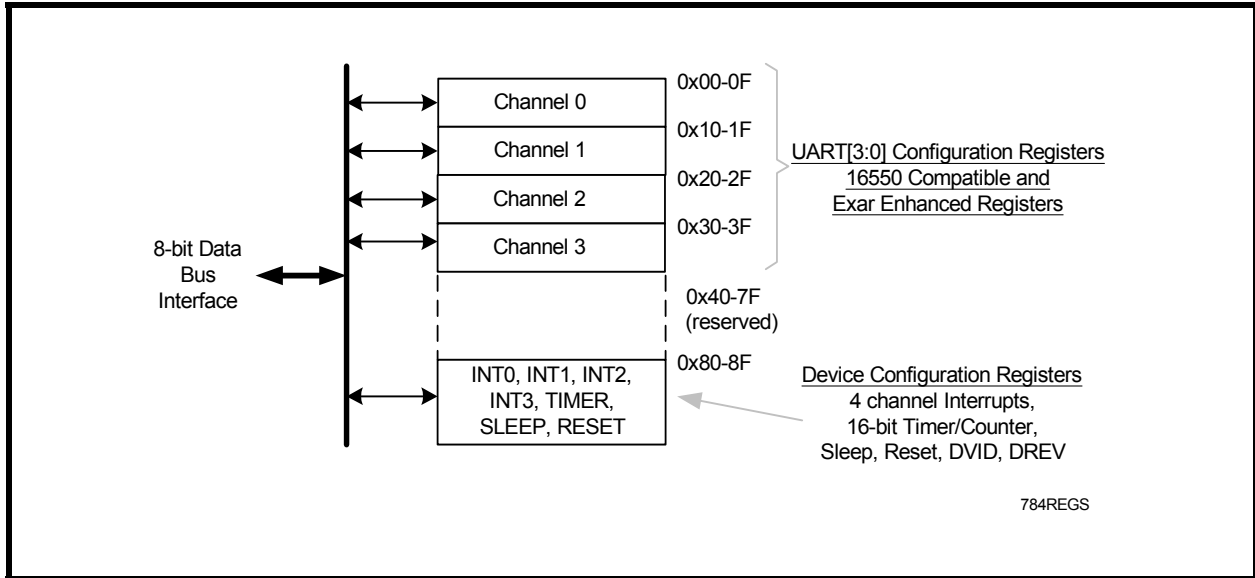 8-bit Data
Bus
Interface
Channel 0
Channel 1
Channel 2
Channel 3
INT0, INT1, INT2,
INT3, TIMER,
SLEEP, RESET
0x00-0F
0x10-1F
0x20-2F
0x30-3F
0x40-7F
(reserved)
0x80-8F
UART[3:0] Configuration Registers
16550 Compatible and
Exar Enhanced Registers
Device Configuration Registers
4 channel Interrupts,
16-bit Timer/Counter,
Sleep, Reset, DVID, DREV
784REGS